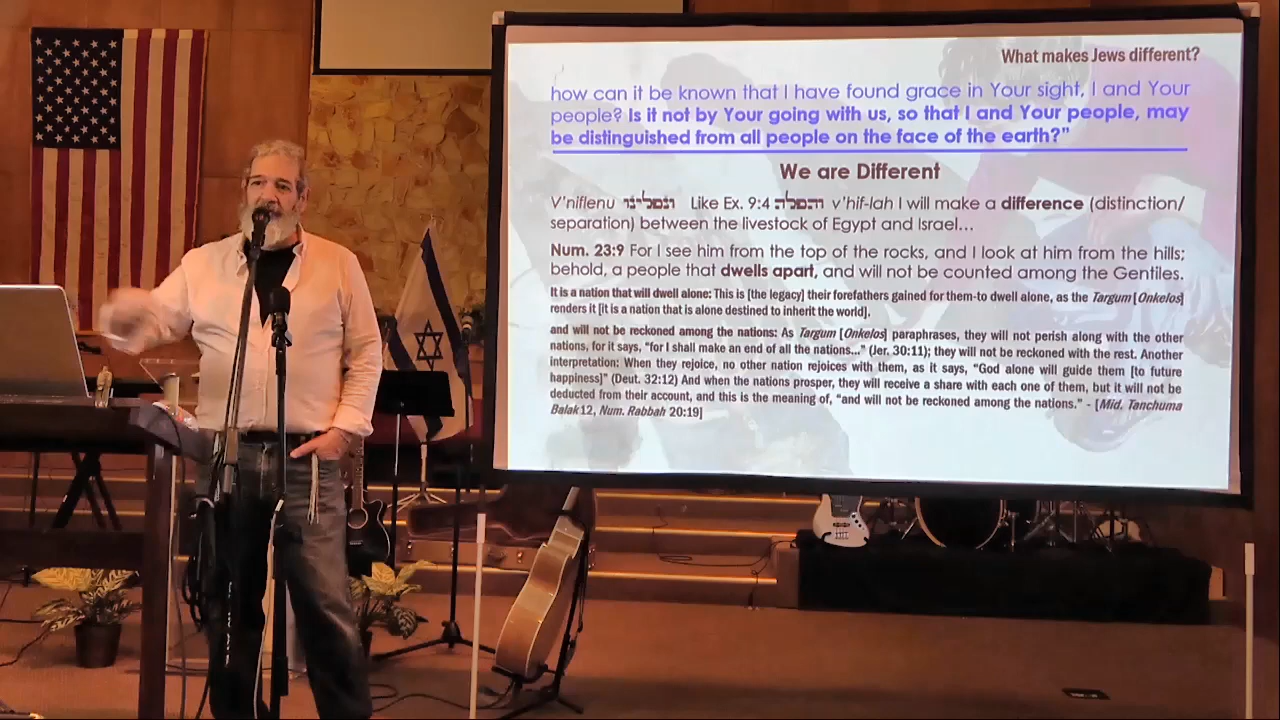 What makes Jews different?
how can it be known that I have found grace in Your sight, I and Your
people? Is it not by Your going with us, so that I and Your people, may
be distinguished from all people on the face of the earth?"
We are Different
V'niflenu ונפלינו Like Ex. 9:4 והפלה v'hif-lah I will make a difference (distinction/
separation) between the livestock of Egypt and Israel...
Num. 23:9 For I see him from the top of the rocks, and I look at him from the hills;
behold, a people that dwells apart, and will not be counted among the Gentiles.
It is a nation that will dwell alone: This is [the legacy] their forefathers gained for them-to dwell alone, as the Targum [Onkelos]
renders it [it is a nation that is alone destined to inherit the world].
and will not be reckoned among the nations: As Targum [Onkelos] paraphrases, they will not perish along with the other
nations, for it says, "for I shall make an end of all the nations..." (Jer. 30:11); they will not be reckoned with the rest. Another
interpretation: When they rejoice, no other nation rejoices with them, as it says, "God alone will guide them [to future
happiness]" (Deut. 32:12) And when the nations prosper, they will receive a share with each one of them, but it will not be
deducted from their account, and this is the meaning of, "and will not be reckoned among the nations." - [Mid. Tanchuma
Balak 12, Num. Rabbah 20:19]